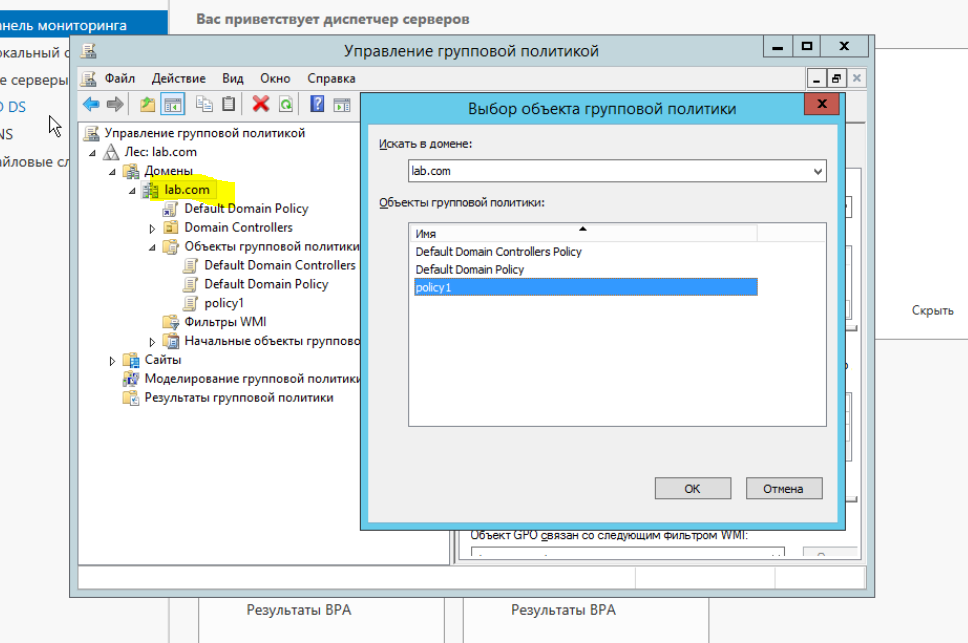 Вас приветствует диспетчер серверов
анель мониторинга
окальный с
е серверы
D DS
NS
айловые сл
Управление групповой политикой
Файл Действие Вид Окно Справка
Управление групповой политикой
Лес: lab.com
Домены
lab.com
Default Domain Policy
Domain Controllers
Объекты групповой политики
Default Domain Controllers
Default Domain Policy
policy1
Фильтры WMI
Начальные объекты группово
Сайты
Моделирование групповой политики
Результаты групповой политики
Выбор объекта групповой политики
Искать в домене:
lab.com
Объекты групповой политики:
Имя
Default Domain Controllers Policy
Default Domain Policy
policy1
ОК
Отмена
Объект GPO связан со следующим фильтром WMI:
Скрыть
Результаты BPA
Результаты BPA